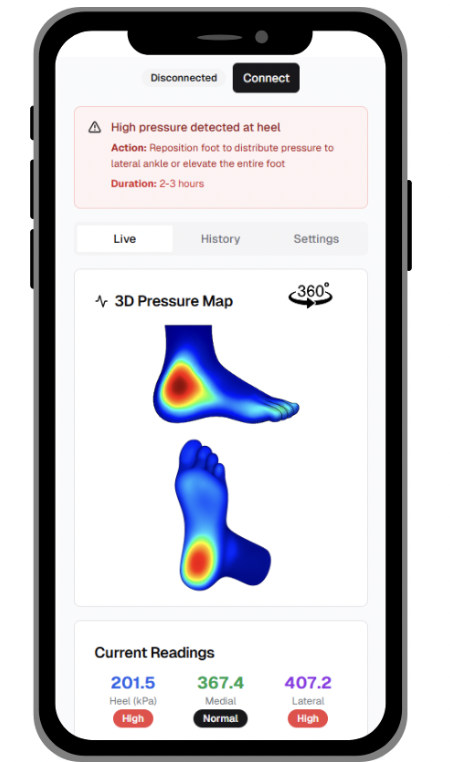 Disconnected
Connect
High pressure detected at heel
Action: Reposition foot to distribute pressure to
lateral ankle or elevate the entire foot
Duration: 2-3 hours
Live
History
Settings
3D Pressure Map
360°
Current Readings
201.5
367.4
407.2
Heel (kPa)
Medial
Lateral
High
Normal
High